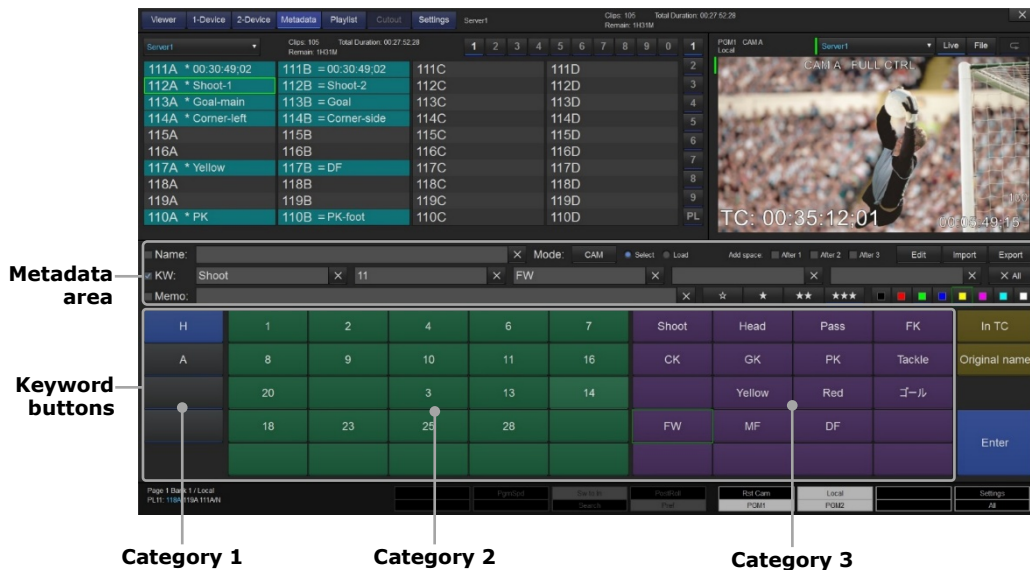 Viewer 1-Device 2-Device Metadata Playlist Cutout Settings Server1 Clips: 105 Total Duration: 00:27:52;28
Remain: 1H31M
Server1 Clips: 105 Total Duration: 00:27:52;28
Remain: 1H31M
1 2 3 4 5 6 7 8 9 0 1
PGM1 CAM A
Local
Server1 Live File
111A * 00:30:49;02 111B = 00:30:49;02 111C 111D 2
112A * Shoot-1 112B = Shoot-2 112C 112D 3
113A * Goal-main 113B = Goal 113C 113D 4
114A * Corner-left 114B = Corner-side 114C 114D 5
115A 115B 115C 115D 6
116A 116B 116C 116D 7
117A * Yellow 117B = DF 117C 117D 8
118A 118B 118C 118D 9
119A 119B 119C 119D
110A * PK 110B = PK-foot 110C 110D PL
CAM A FULL CTRL
TC: 00:35:12;01
Metadata area
Name: × Mode: CAM Select Load Add space: After 1 After 2 After 3 Edit Import Export
KW: Shoot × 11 × FW × × × × All
Memo: × ☆ ★ ★★ ★★★
Keyword buttons
H 1 2 4 6 7 Shoot Head Pass FK In TC
A 8 9 10 11 16 CK GK PK Tackle Original name
20 3 13 14 Yellow Red ゴール
18 23 25 28 FW MF DF Enter
Page 1 Bank 1 / Local
PL11: 118A 119A 111A/N
Search
Rst Cam Local Settings
PGM1 PGM2 All
Category 1 Category 2 Category 3